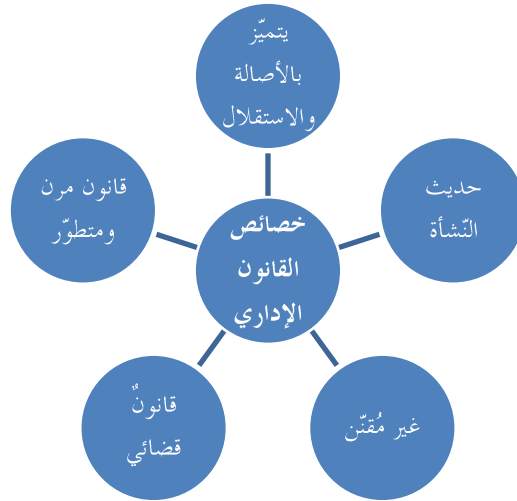 يتميّز
بالأصالة
والاستقلال
حديث
النّشأة
قانون مرن
ومتطوّر
خصائص
القانون
الإداري
قانونٌ
قضائي
غير مُقنّن